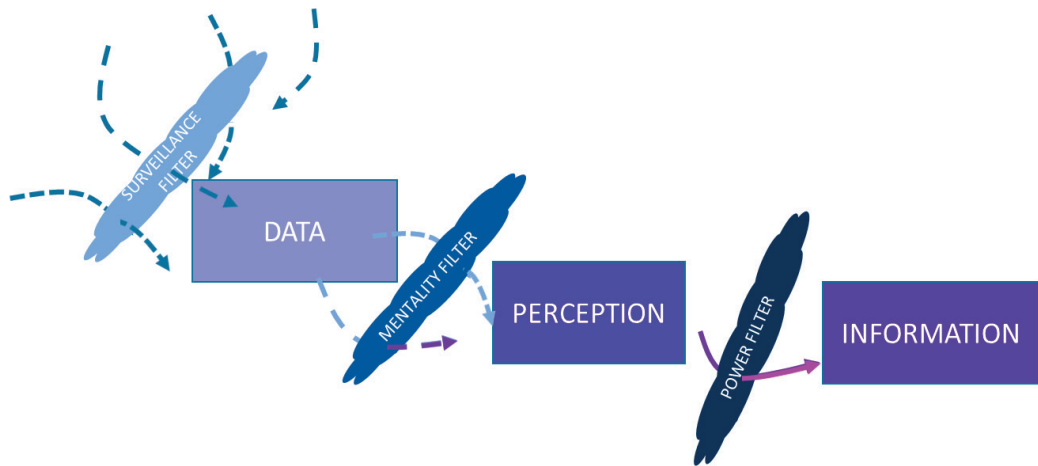 SURVEILLANCE
FILTER
DATA
MENTALITY FILTER
PERCEPTION
POWER FILTER
INFORMATION